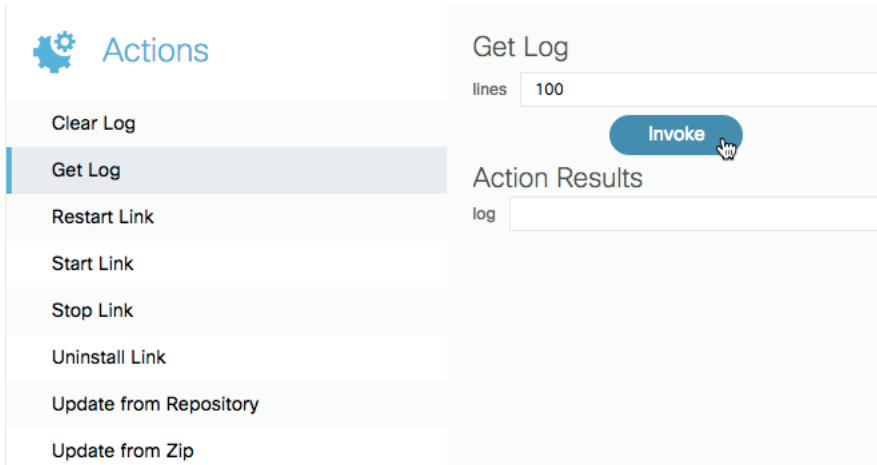 Actions
Clear Log
Get Log
Restart Link
Start Link
Stop Link
Uninstall Link
Update from Repository
Update from Zip
Get Log
lines 100
Invoke
Action Results
log